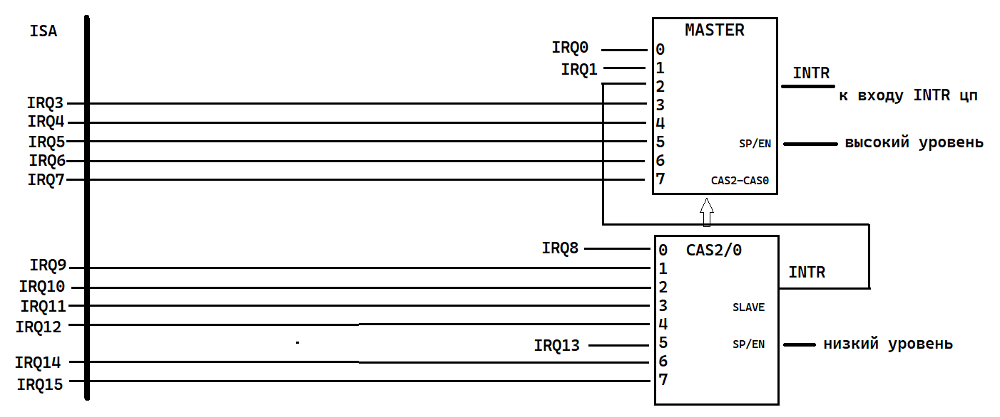 ISA
MASTER
IRQ0
0
IRQ1
1
INTR
2
к входу INTR цп
IRQ3
3
IRQ4
4
IRQ5
5
SP/EN
высокий уровень
IRQ6
6
IRQ7
7
CAS2-CAS0
IRQ8
0
CAS2/0
IRQ9
1
INTR
IRQ10
2
IRQ11
3
SLAVE
IRQ12
4
IRQ13
5
SP/EN
низкий уровень
IRQ14
6
IRQ15
7